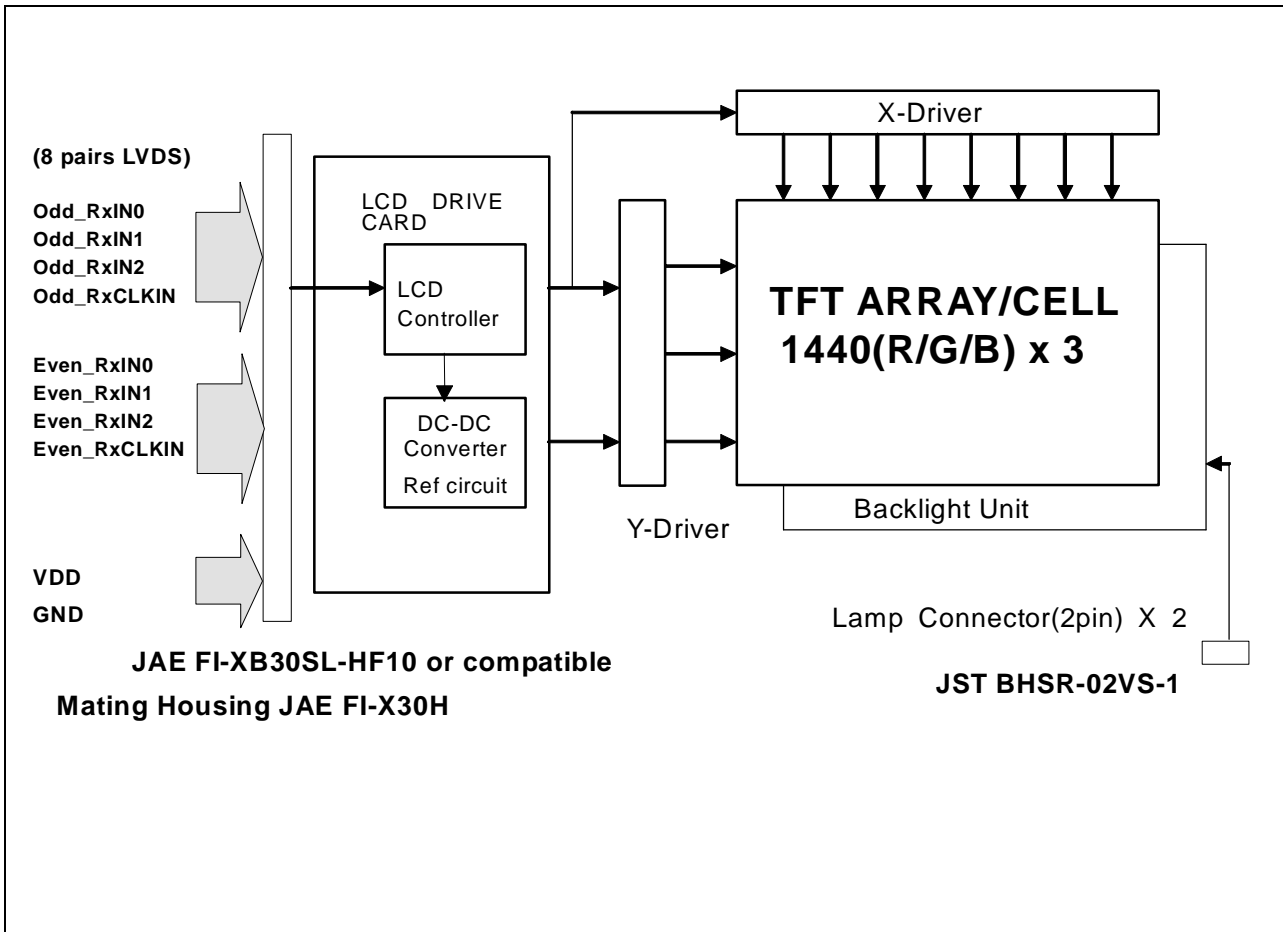 (8 pairs LVDS)
Odd_RxIN0
Odd_RxIN1
Odd_RxIN2
Odd_RxCLKIN
Even_RxIN0
Even_RxIN1
Even_RxIN2
Even_RxCLKIN
VDD
GND
LCD DRIVE
CARD
LCD
Controller
DC-DC
Converter
Ref circuit
X-Driver
Y-Driver
TFT ARRAY/CELL
1440(R/G/B) x 3
Backlight Unit
Lamp Connector(2pin) X 2
JST BHSR-02VS-1
JAE FI-XB30SL-HF10 or compatible
Mating Housing JAE FI-X30H